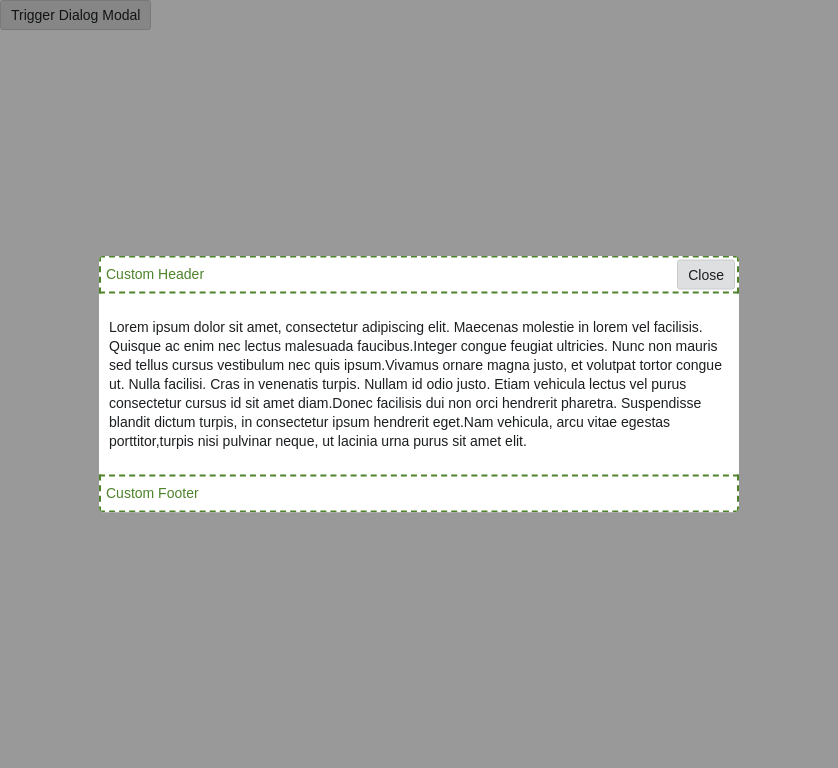 Trigger Dialog Modal
Custom Header
Close
Lorem ipsum dolor sit amet, consectetur adipiscing elit. Maecenas molestie in lorem vel facilisis.
Quisque ac enim nec lectus malesuada faucibus.Integer congue feugiat ultricies. Nunc non mauris
sed tellus cursus vestibulum nec quis ipsum.Vivamus ornare magna justo, et volutpat tortor congue
ut. Nulla facilisi. Cras in venenatis turpis. Nullam id odio justo. Etiam vehicula lectus vel purus
consectetur cursus id sit amet diam.Donec facilisis dui non orci hendrerit pharetra. Suspendisse
blandit dictum turpis, in consectetur ipsum hendrerit eget.Nam vehicula, arcu vitae egestas
porttitor,turpis nisi pulvinar neque, ut lacinia urna purus sit amet elit.
Custom Footer